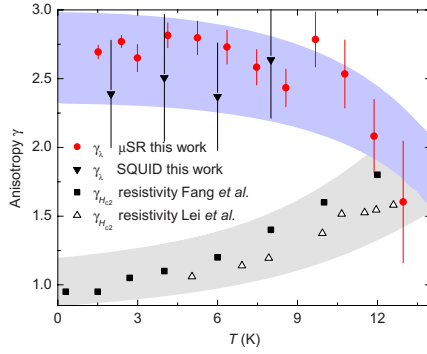 3.0
2.5
2.0
1.5
1.0
Anisotropy γ
γλ μSR this work
γλ SQUID this work
γHc2 resistivity Fang et al.
γHc2 resistivity Lei et al.
0 3 6 9 12
T (K)